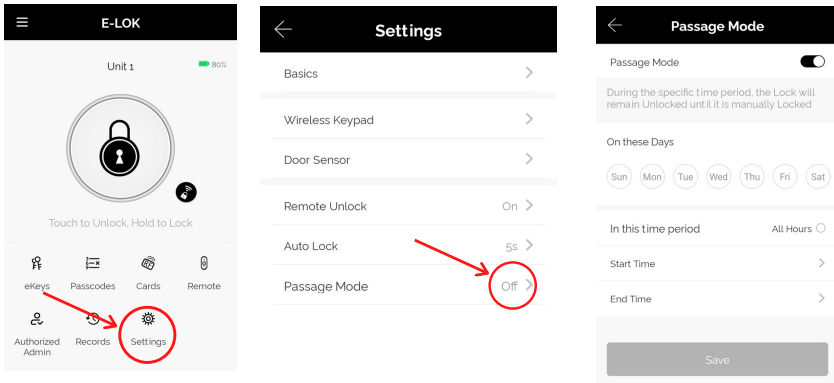 E-LOK
Unit 1
80%
Touch to Unlock, Hold to Lock
eKeys Passcodes Cards Remote
Authorized Admin Records Settings
Settings
Basics
Wireless Keypad
Door Sensor
Remote Unlock On
Auto Lock 5s
Passage Mode Off
Passage Mode
Passage Mode
During the specific time period, the Lock will
remain Unlocked until it is manually Locked
On these Days
Sun Mon Tue Wed Thu Fri Sat
In this time period All Hours
Start Time
End Time
Save